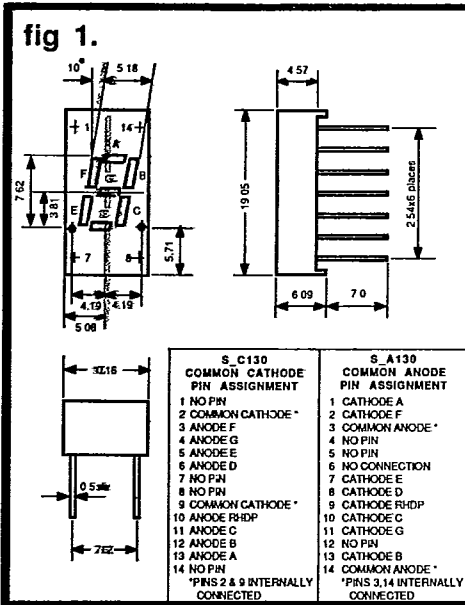 fig 1.
10° 5.18
4.57
1 14
A
F G B
E D C
7 8
7.62
3.81
5.71
4.19 4.19
5.08
19.05
2.54x6 places
6.09 7.0
10.16
7.62
S_C130
COMMON CATHODE
PIN ASSIGNMENT
1 NO PIN
2 COMMON CATHODE *
3 ANODE F
4 ANODE G
5 ANODE E
6 ANODE D
7 NO PIN
8 NO PIN
9 COMMON CATHODE *
10 ANODE RHDP
11 ANODE C
12 ANODE B
13 ANODE A
14 NO PIN
*PINS 2 & 9 INTERNALLY
CONNECTED
S_A130
COMMON ANODE
PIN ASSIGNMENT
1 CATHODE A
2 CATHODE F
3 COMMON ANODE *
4 NO PIN
5 NO PIN
6 NO CONNECTION
7 CATHODE E
8 CATHODE D
9 CATHODE RHDP
10 CATHODE C
11 CATHODE G
12 NO PIN
13 CATHODE B
14 COMMON ANODE *
*PINS 3,14 INTERNALLY
CONNECTED